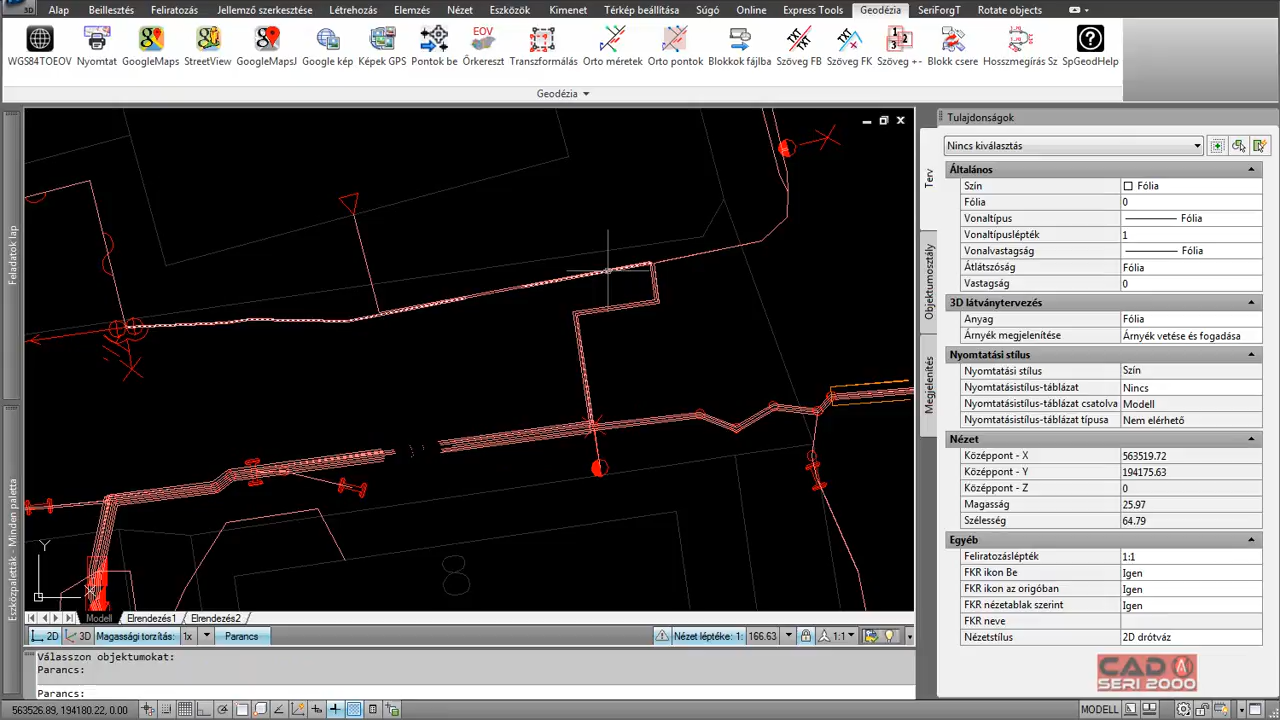 Alap Beillesztés Feliratozás Jellemző szerkesztése Létrehozás Elemzés Nézet Eszközök Kimenet Térkép beállítása Súgó Online Express Tools Geodézia SeriForgT Rotate objects
3D
EOV
WGS84TOEOV Nyomtat GoogleMaps StreetView GoogleMapsJ Google kép Képek GPS Pontok be Őrkereszt Transzformálás Orto méretek Orto pontok Blokkok fájlba Szöveg FB Szöveg FK Szöveg +- Blokk csere Hosszmegírás Sz SpGeodHelp
Geodézia
Feladatok lap
Eszközpaletták - Minden paletta
8
Y
Modell Elrendezés1 Elrendezés2
2D 3D Magassági torzítás: 1x Parancs Nézet léptéke: 1: 166.63 1:1
Válasszon objektumokat:
Parancs:
Parancs:
563526.89, 194180.22, 0.00
MODELL
Tulajdonságok
Terv
Objektumosztály
Megjelenítés
Nincs kiválasztás
Általános
Szín Fólia
Fólia 0
Vonaltípus Fólia
Vonaltípuslépték 1
Vonalvastagság Fólia
Átlátszóság Fólia
Vastagság 0
3D látványtervezés
Anyag Fólia
Árnyék megjelenítése Árnyék vetése és fogadása
Nyomtatási stílus
Nyomtatási stílus Szín
Nyomtatásistílus-táblázat Nincs
Nyomtatásistílus-táblázat csatolva Modell
Nyomtatásistílus-táblázat típusa Nem elérhető
Nézet
Középpont - X 563519.72
Középpont - Y 194175.63
Középpont - Z 0
Magasság 25.97
Szélesség 64.79
Egyéb
Feliratozáslépték 1:1
FKR ikon Be Igen
FKR ikon az origóban Igen
FKR nézetablak szerint Igen
FKR neve
Nézetstílus 2D drótváz
CAD
SERI 2000